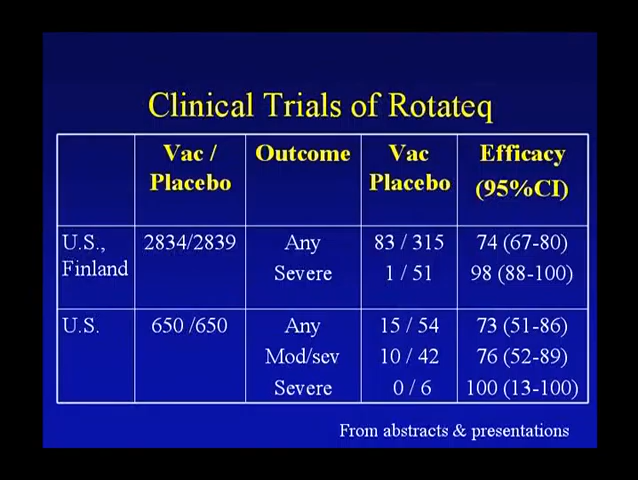 Clinical Trials of Rotateq
Vac / Outcome Vac Efficacy
Placebo Placebo (95%CI)
U.S., 2834/2839 Any 83 / 315 74 (67-80)
Finland Severe 1 / 51 98 (88-100)
U.S. 650 /650 Any 15 / 54 73 (51-86)
Mod/sev 10 / 42 76 (52-89)
Severe 0 / 6 100 (13-100)
From abstracts & presentations